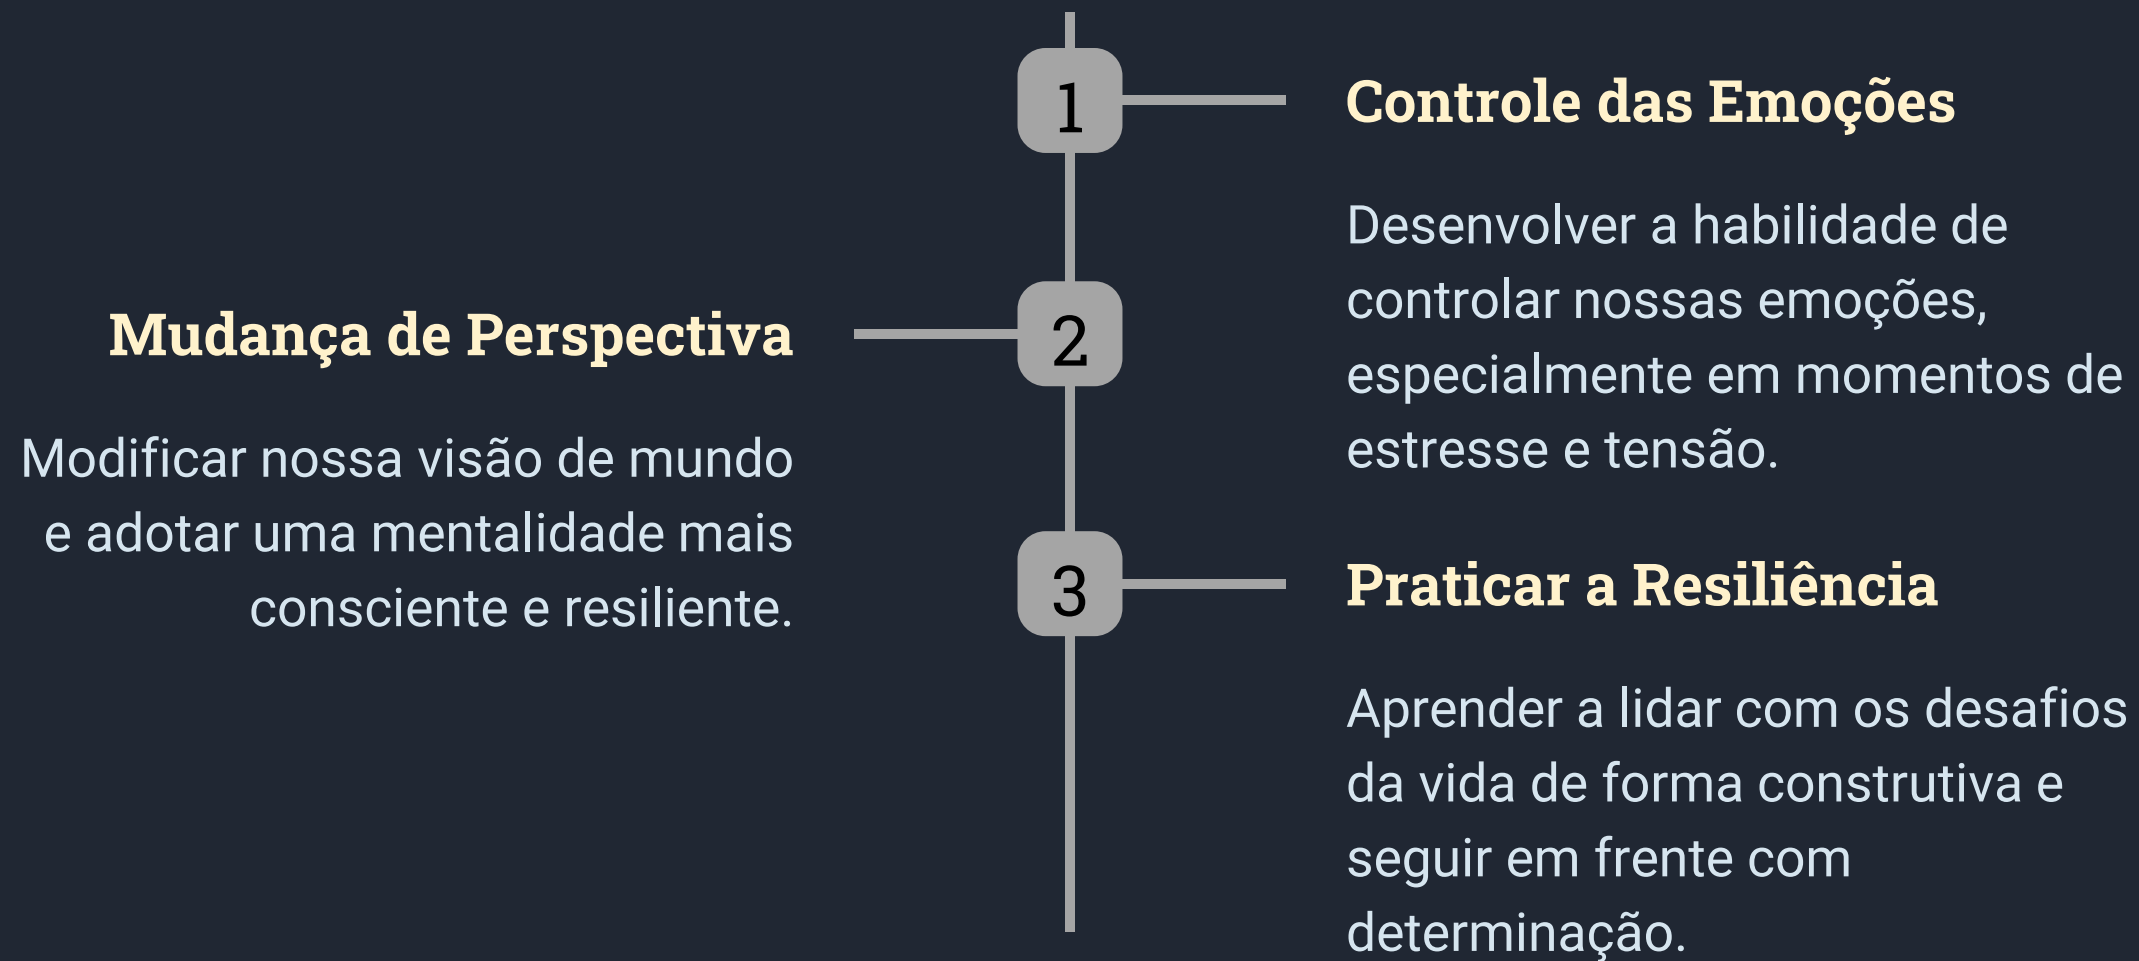 1
Controle das Emoções
Desenvolver a habilidade de
controlar nossas emoções,
especialmente em momentos de
estresse e tensão.
2
Mudança de Perspectiva
Modificar nossa visão de mundo
e adotar uma mentalidade mais
consciente e resiliente.
3
Praticar a Resiliência
Aprender a lidar com os desafios
da vida de forma construtiva e
seguir em frente com
determinação.